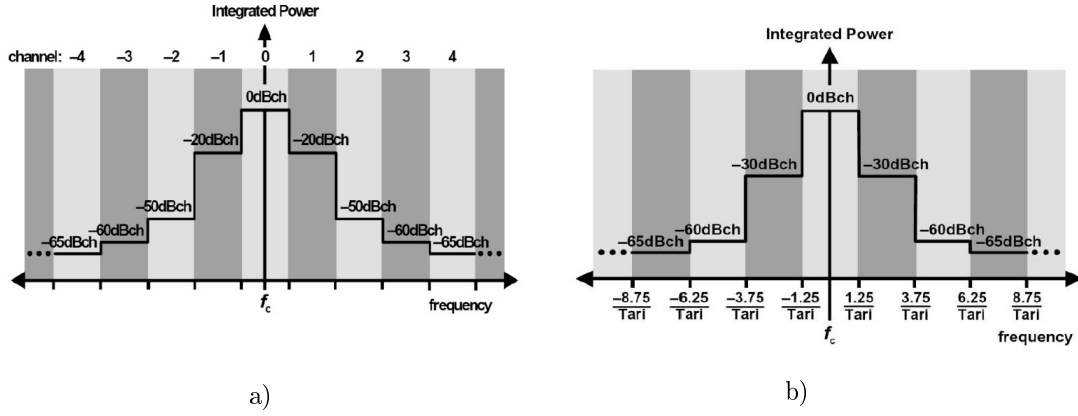 Integrated Power
channel: –4 –3 –2 –1 0 1 2 3 4
0dBch
–20dBch –20dBch
–50dBch –50dBch
–60dBch –60dBch
–65dBch –65dBch
fc frequency
a)
Integrated Power
0dBch
–30dBch –30dBch
–60dBch –60dBch
–65dBch –65dBch
–8.75 –6.25 –3.75 –1.25 1.25 3.75 6.25 8.75
Tari Tari Tari Tari Tari Tari Tari Tari
fc frequency
b)